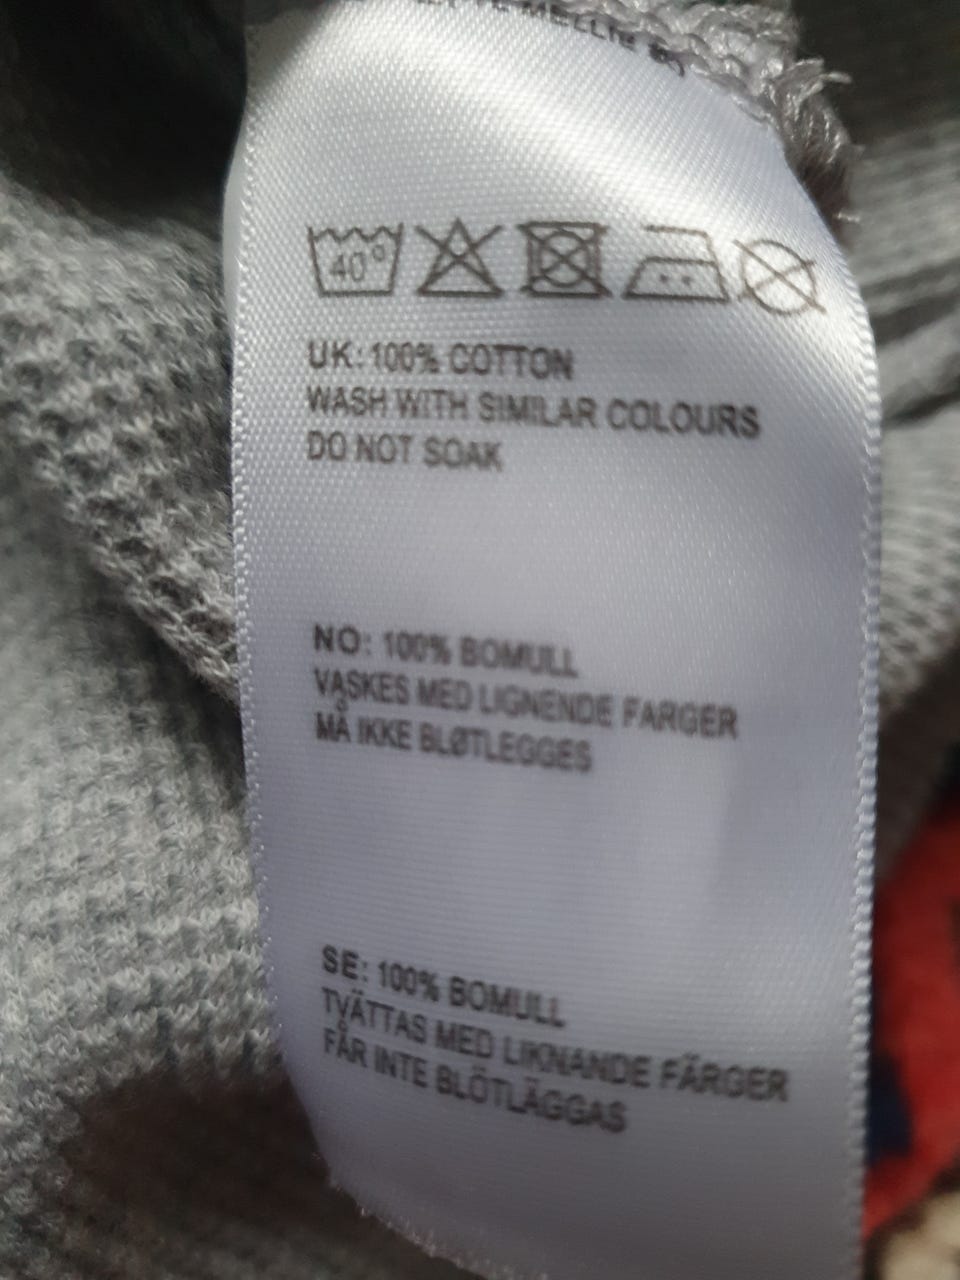 40°
UK: 100% COTTON
WASH WITH SIMILAR COLOURS
DO NOT SOAK
NO: 100% BOMULL
VASKES MED LIGNENDE FARGER
MÅ IKKE BLØTLEGGES
SE: 100% BOMULL
TVÄTTAS MED LIKNANDE FÄRGER
FÅR INTE BLÖTLÄGGAS